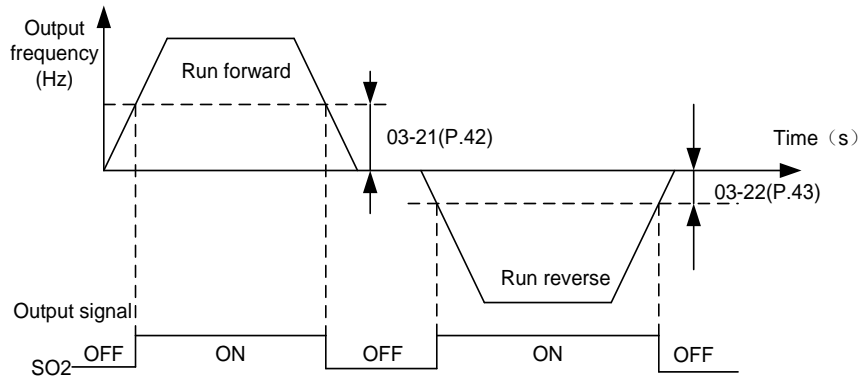 Output
frequency
(Hz)
Run forward
03-21(P.42)
Time（s）
03-22(P.43)
Run reverse
Output signal
SO2 OFF ON OFF ON OFF